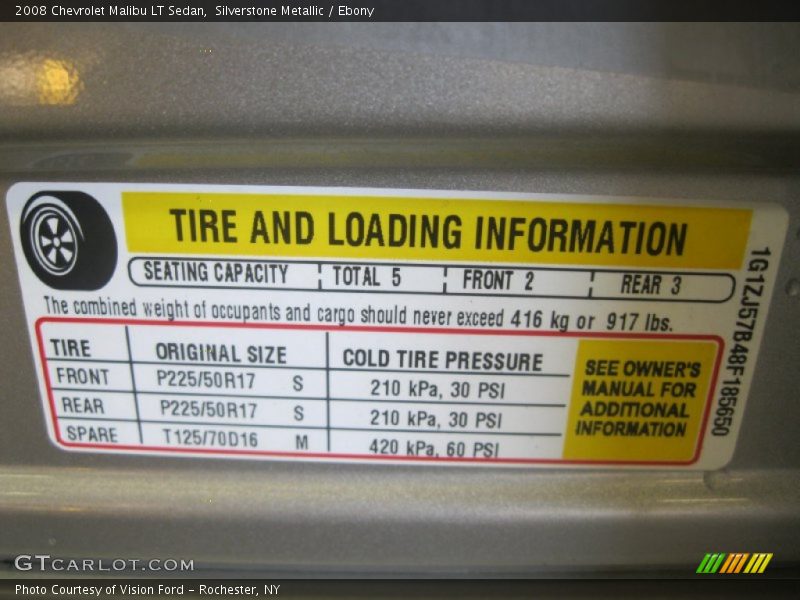 2008 Chevrolet Malibu LT Sedan, Silverstone Metallic / Ebony
TIRE AND LOADING INFORMATION
SEATING CAPACITY TOTAL 5 FRONT 2 REAR 3
The combined weight of occupants and cargo should never exceed 416 kg or 917 lbs.
TIRE ORIGINAL SIZE COLD TIRE PRESSURE
FRONT P225/50R17 S 210 kPa, 30 PSI
REAR P225/50R17 S 210 kPa, 30 PSI
SPARE T125/70D16 M 420 kPa, 60 PSI
SEE OWNER'S
MANUAL FOR
ADDITIONAL
INFORMATION
1G1ZJ57B48F185650
GTCARLOT.COM
Photo Courtesy of Vision Ford - Rochester, NY